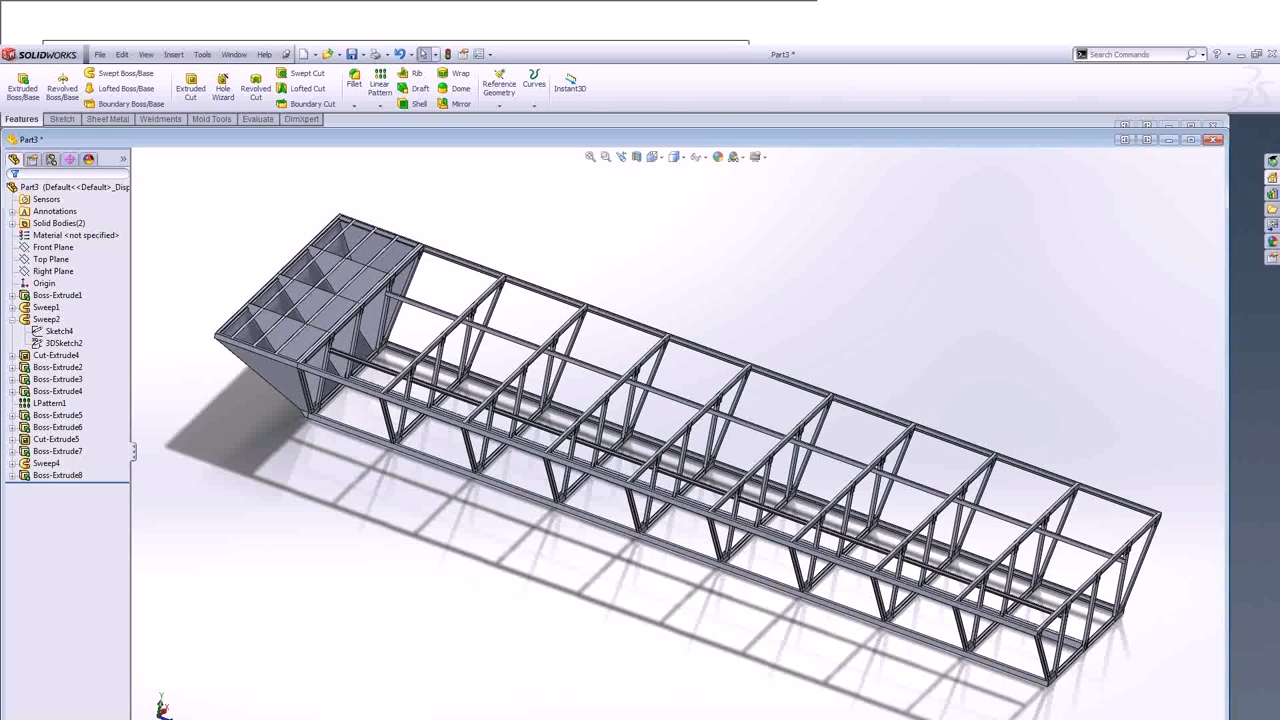 SOLIDWORKS File Edit View Insert Tools Window Help Part3 * Search Commands
Extruded Boss/Base
Revolved Boss/Base
Swept Boss/Base
Lofted Boss/Base
Boundary Boss/Base
Extruded Cut
Hole Wizard
Revolved Cut
Swept Cut
Lofted Cut
Boundary Cut
Fillet
Linear Pattern
Rib
Draft
Shell
Wrap
Dome
Mirror
Reference Geometry
Curves
Instant3D
Features Sketch Sheet Metal Weldments Mold Tools Evaluate DimXpert
Part3 *
Part3 (Default<<Default>_Disp
Sensors
Annotations
Solid Bodies(2)
Material <not specified>
Front Plane
Top Plane
Right Plane
Origin
Boss-Extrude1
Sweep1
Sweep2
Sketch4
3DSketch2
Cut-Extrude4
Boss-Extrude2
Boss-Extrude3
Boss-Extrude4
LPattern1
Boss-Extrude5
Boss-Extrude6
Cut-Extrude5
Boss-Extrude7
Sweep4
Boss-Extrude8
Y